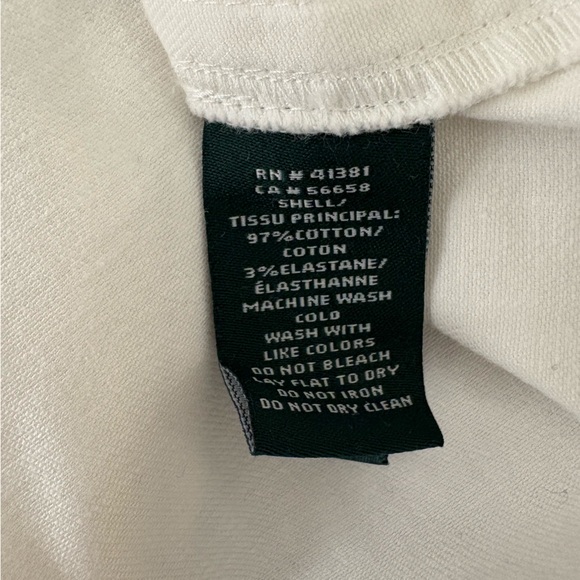 RN # 41381
CA # 56658
SHELL/
TISSU PRINCIPAL:
97%COTTON/
COTON
3%ELASTANE/
ÉLASTHANNE
MACHINE WASH
COLD
WASH WITH
LIKE COLORS
DO NOT BLEACH
LAY FLAT TO DRY
DO NOT IRON
DO NOT DRY CLEAN